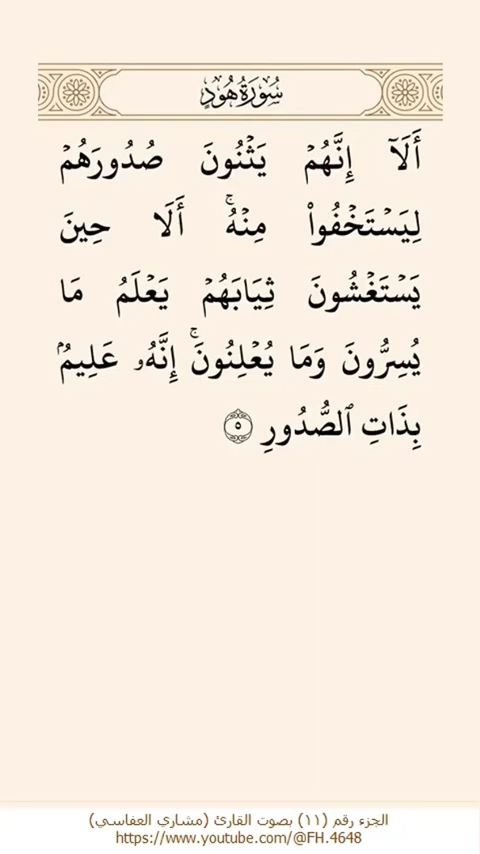 سُورَةُ هُودٍ
أَلَآ إِنَّهُمۡ يَثۡنُونَ صُدُورَهُمۡ
لِيَسۡتَخۡفُواْ مِنۡهُۚ أَلَا حِينَ
يَسۡتَغۡشُونَ ثِيَابَهُمۡ يَعۡلَمُ مَا
يُسِرُّونَ وَمَا يُعۡلِنُونَۚ إِنَّهُۥ عَلِيمُۢ
بِذَاتِ ٱلصُّدُورِ ٥
الجزء رقم (١١) بصوت القارئ (مشاري العفاسي)
https://www.youtube.com/@FH.4648